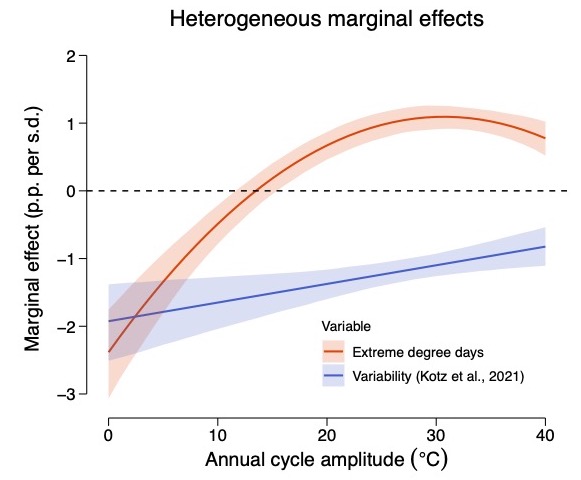 Heterogeneous marginal effects
Marginal effect (p.p. per s.d.)
2
1
0
−1
−2
−3
Variable
Extreme degree days
Variability (Kotz et al., 2021)
0 10 20 30 40
Annual cycle amplitude (°C)